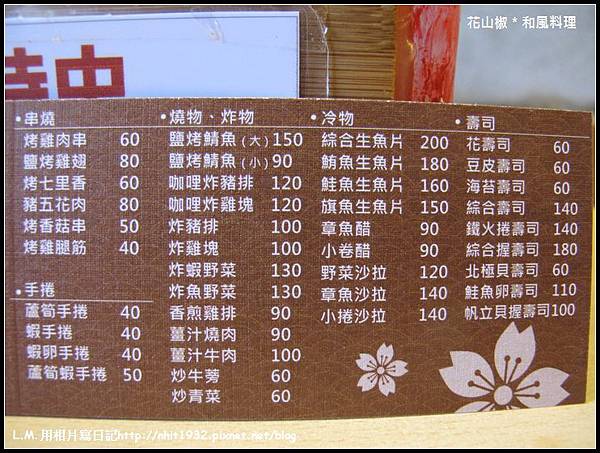 花山椒 * 和風料理
•串燒
烤雞肉串 60
鹽烤雞翅 80
烤七里香 60
豬五花肉 80
烤香菇串 50
烤雞腿筋 40
•手捲
蘆筍手捲 40
蝦手捲 40
蝦卵手捲 40
蘆筍蝦手捲 50
•燒物、炸物
鹽烤鯖魚(大)150
鹽烤鯖魚(小)90
咖哩炸豬排 120
咖哩炸雞塊 120
炸豬排 100
炸雞塊 100
炸蝦野菜 130
炸魚野菜 130
香煎雞排 90
薑汁燒肉 90
薑汁牛肉 100
炒牛蒡 60
炒青菜 60
•冷物
綜合生魚片 200
鮪魚生魚片 180
鮭魚生魚片 160
旗魚生魚片 150
章魚醋 90
小卷醋 90
野菜沙拉 120
章魚沙拉 140
小捲沙拉 140
•壽司
花壽司 60
豆皮壽司 60
海苔壽司 60
綜合壽司 140
鐵火捲壽司 140
綜合握壽司 180
北極貝壽司 60
鮭魚卵壽司 110
帆立貝握壽司100
L.M. 用相片寫日記http://nhit1932.pixnet.net/blog